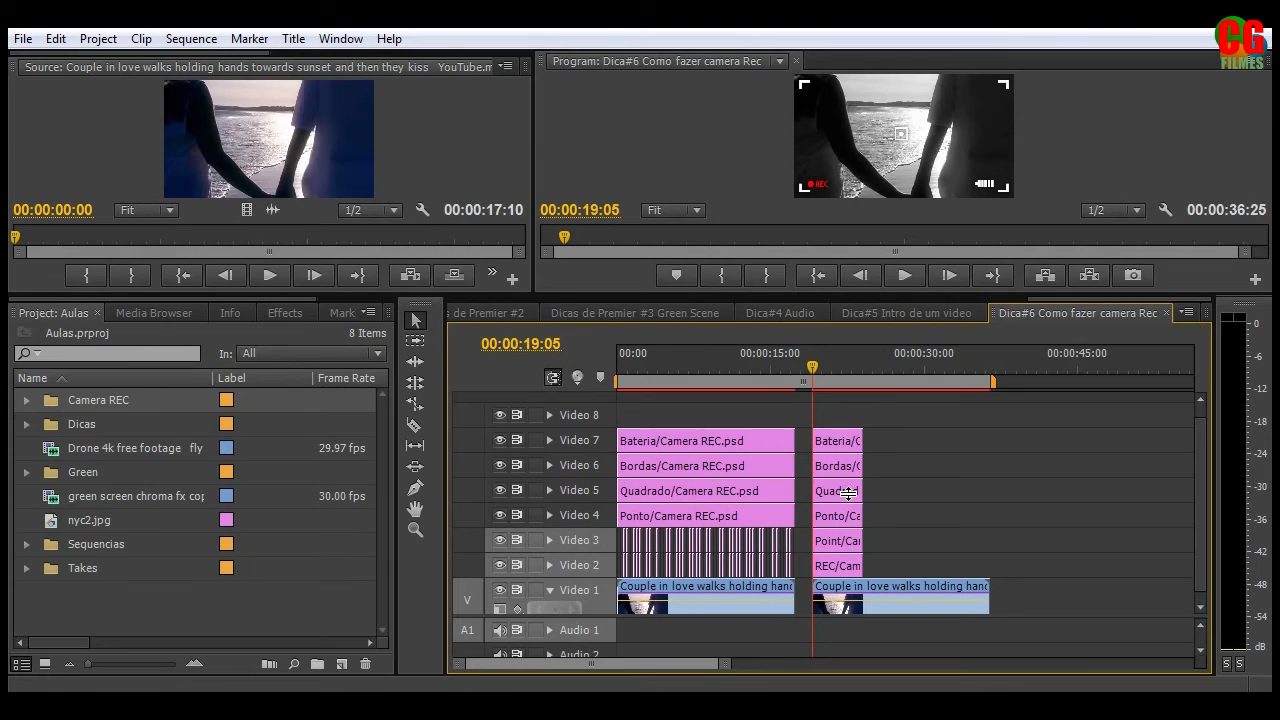 CG
FILMES
File Edit Project Clip Sequence Marker Title Window Help
Source: Couple in love walks holding hands towards sunset and then they kiss YouTube.m
Program: Dica#6 Como fazer camera Rec
REC
00:00:00:00 Fit 1/2 00:00:17:10
00:00:19:05 Fit 1/2 00:00:36:25
Project: Aulas Media Browser Info Effects Mark
Aulas.prproj 8 Items
In: All
Name Label Frame Rate
Camera REC
Dicas
Drone 4k free footage fly 29.97 fps
Green
green screen chroma fx cop 30.00 fps
nyc2.jpg
Sequencias
Takes
s de Premier #2 Dicas de Premier #3 Green Scene Dica#4 Audio Dica#5 Intro de um video Dica#6 Como fazer camera Rec
00:00:19:05
00:00 00:00:15:00 00:00:30:00 00:00:45:00
Video 8
Video 7 Bateria/Camera REC.psd Bateria/C
Video 6 Bordas/Camera REC.psd Bordas/C
Video 5 Quadrado/Camera REC.psd
Video 4 Ponto/Camera REC.psd Ponto/Ca
Video 3 Point/Car
Video 2 REC/Cam
V Video 1 Couple in love walks holding hand Couple in love walks holding hand
A1 Audio 1
Audio 2
0
-6
-12
-18
-24
-30
-36
-42
-48
-54
dB
S S